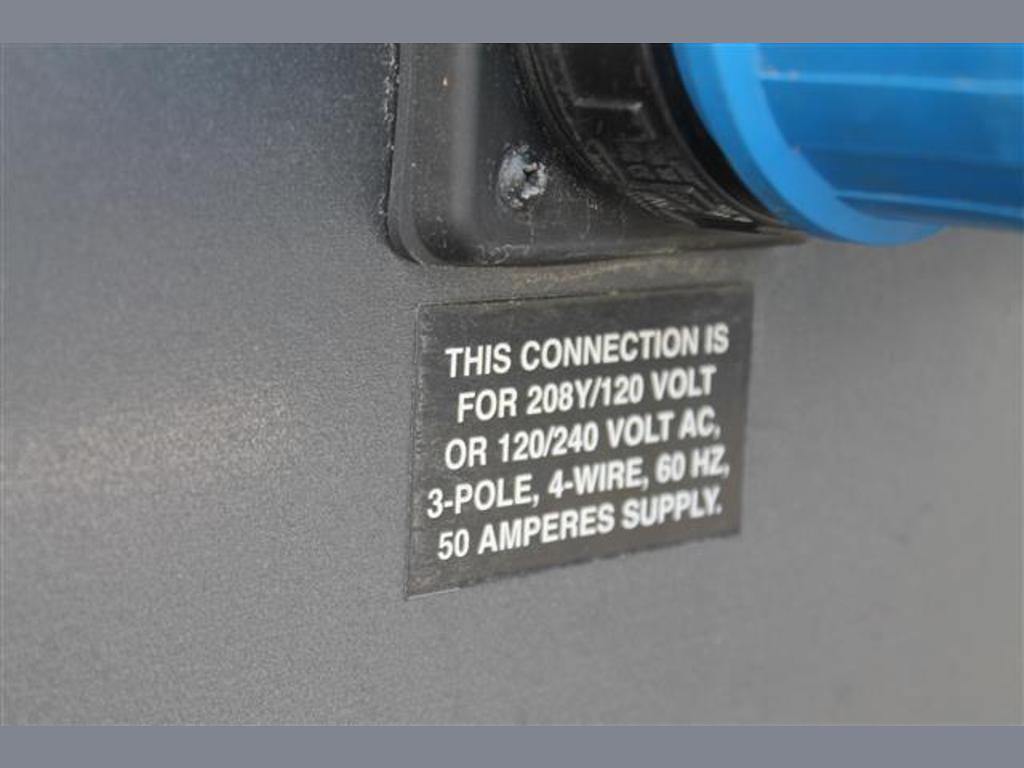 THIS CONNECTION IS
FOR 208Y/120 VOLT
OR 120/240 VOLT AC,
3-POLE, 4-WIRE, 60 HZ,
50 AMPERES SUPPLY.